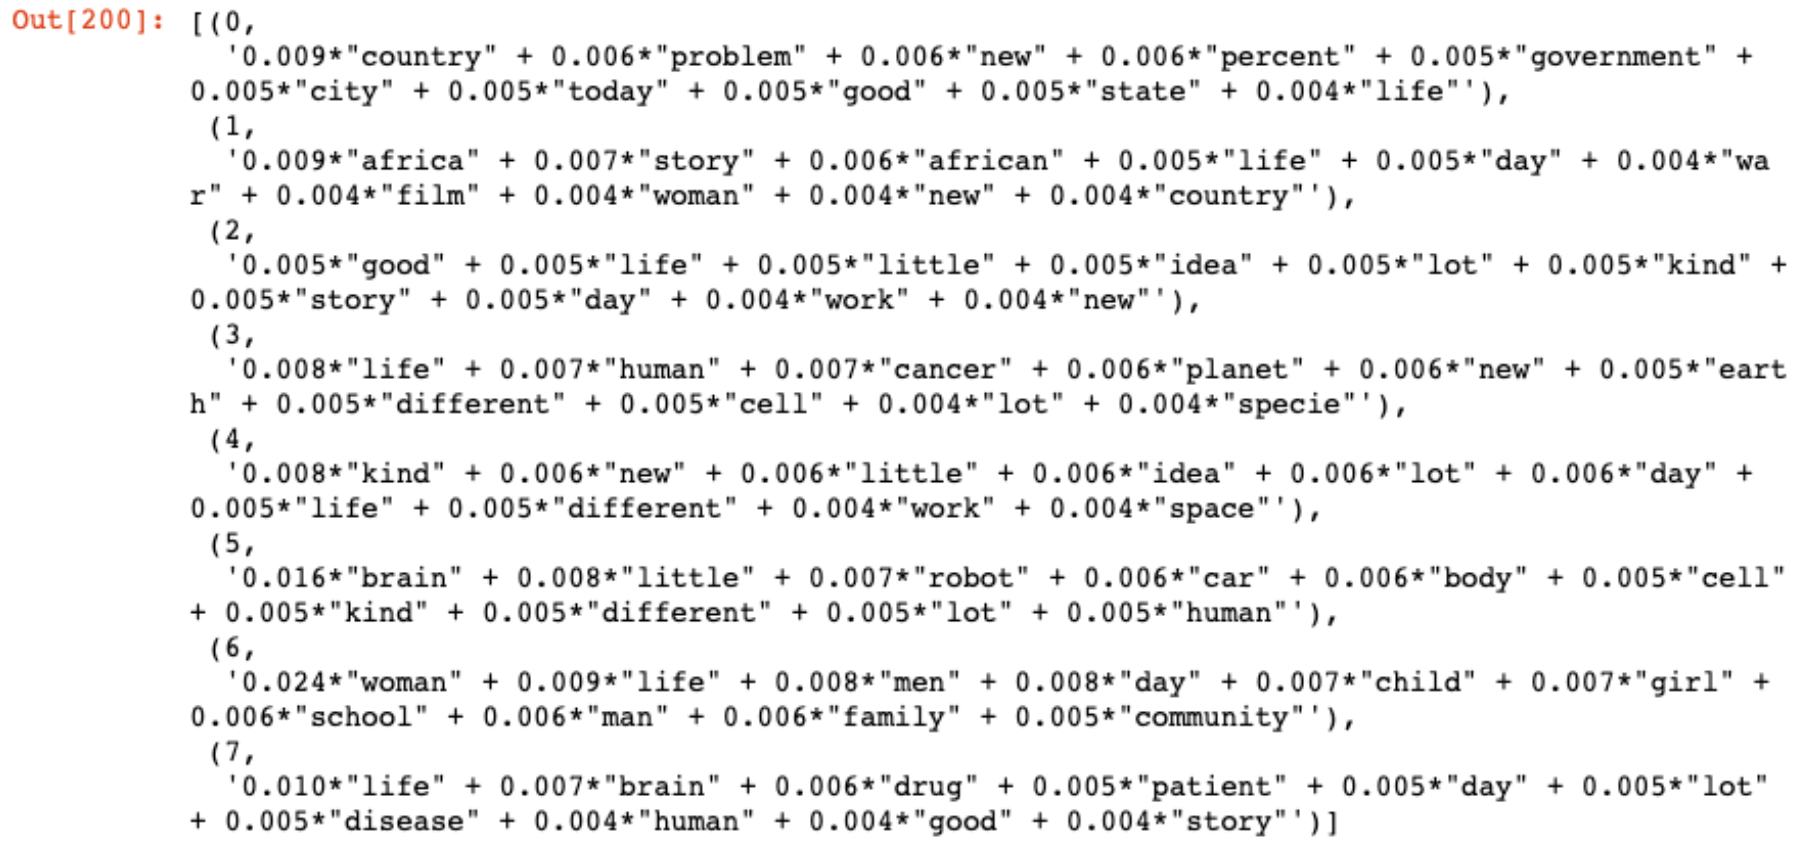 Out[200]: [(0,
'0.009*"country" + 0.006*"problem" + 0.006*"new" + 0.006*"percent" + 0.005*"government" +
0.005*"city" + 0.005*"today" + 0.005*"good" + 0.005*"state" + 0.004*"life"'),
(1,
'0.009*"africa" + 0.007*"story" + 0.006*"african" + 0.005*"life" + 0.005*"day" + 0.004*"wa
r" + 0.004*"film" + 0.004*"woman" + 0.004*"new" + 0.004*"country"'),
(2,
'0.005*"good" + 0.005*"life" + 0.005*"little" + 0.005*"idea" + 0.005*"lot" + 0.005*"kind" +
0.005*"story" + 0.005*"day" + 0.004*"work" + 0.004*"new"'),
(3,
'0.008*"life" + 0.007*"human" + 0.007*"cancer" + 0.006*"planet" + 0.006*"new" + 0.005*"eart
h" + 0.005*"different" + 0.005*"cell" + 0.004*"lot" + 0.004*"specie"'),
(4,
'0.008*"kind" + 0.006*"new" + 0.006*"little" + 0.006*"idea" + 0.006*"lot" + 0.006*"day" +
0.005*"life" + 0.005*"different" + 0.004*"work" + 0.004*"space"'),
(5,
'0.016*"brain" + 0.008*"little" + 0.007*"robot" + 0.006*"car" + 0.006*"body" + 0.005*"cell"
+ 0.005*"kind" + 0.005*"different" + 0.005*"lot" + 0.005*"human"'),
(6,
'0.024*"woman" + 0.009*"life" + 0.008*"men" + 0.008*"day" + 0.007*"child" + 0.007*"girl" +
0.006*"school" + 0.006*"man" + 0.006*"family" + 0.005*"community"'),
(7,
'0.010*"life" + 0.007*"brain" + 0.006*"drug" + 0.005*"patient" + 0.005*"day" + 0.005*"lot"
+ 0.005*"disease" + 0.004*"human" + 0.004*"good" + 0.004*"story"')]